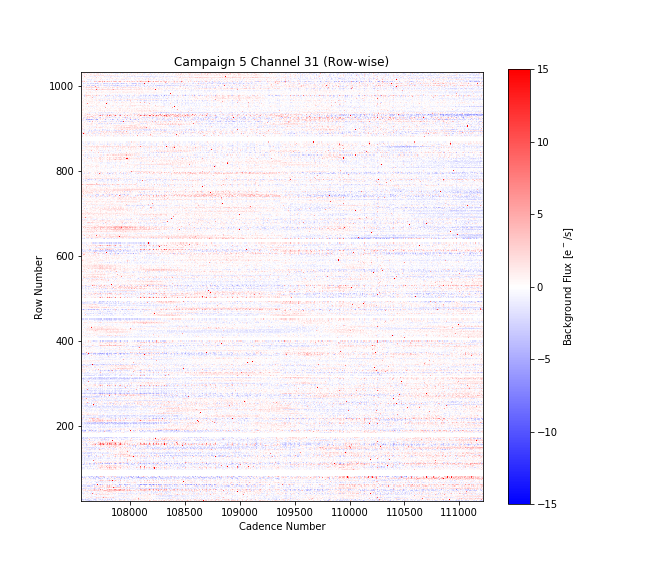 Campaign 5 Channel 31 (Row-wise)
1000
800
600
400
200
Row Number
108000 108500 109000 109500 110000 110500 111000
Cadence Number
15
10
5
0
−5
−10
−15
Background Flux [e⁻/s]